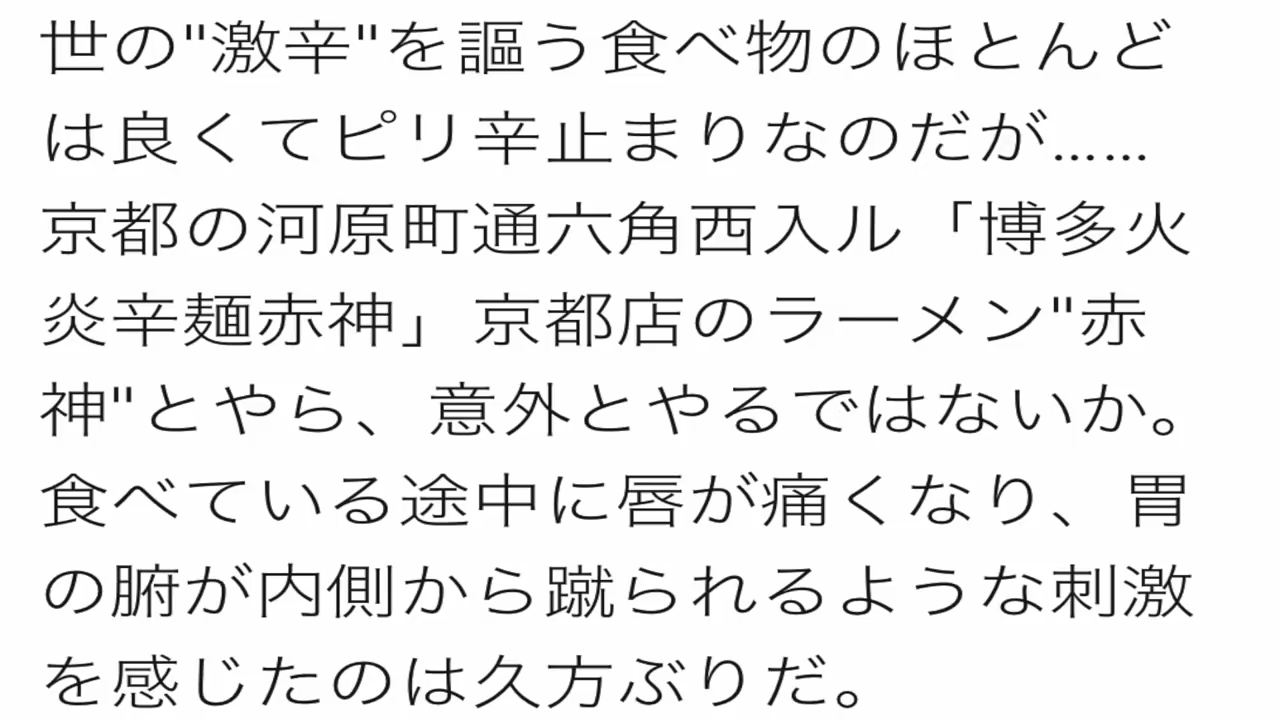 世の"激辛"を謳う食べ物のほとんど
は良くてピリ辛止まりなのだが……
京都の河原町通六角西入ル「博多火
炎辛麺赤神」京都店のラーメン"赤
神"とやら、意外とやるではないか。
食べている途中に唇が痛くなり、胃
の腑が内側から蹴られるような刺激
を感じたのは久方ぶりだ。